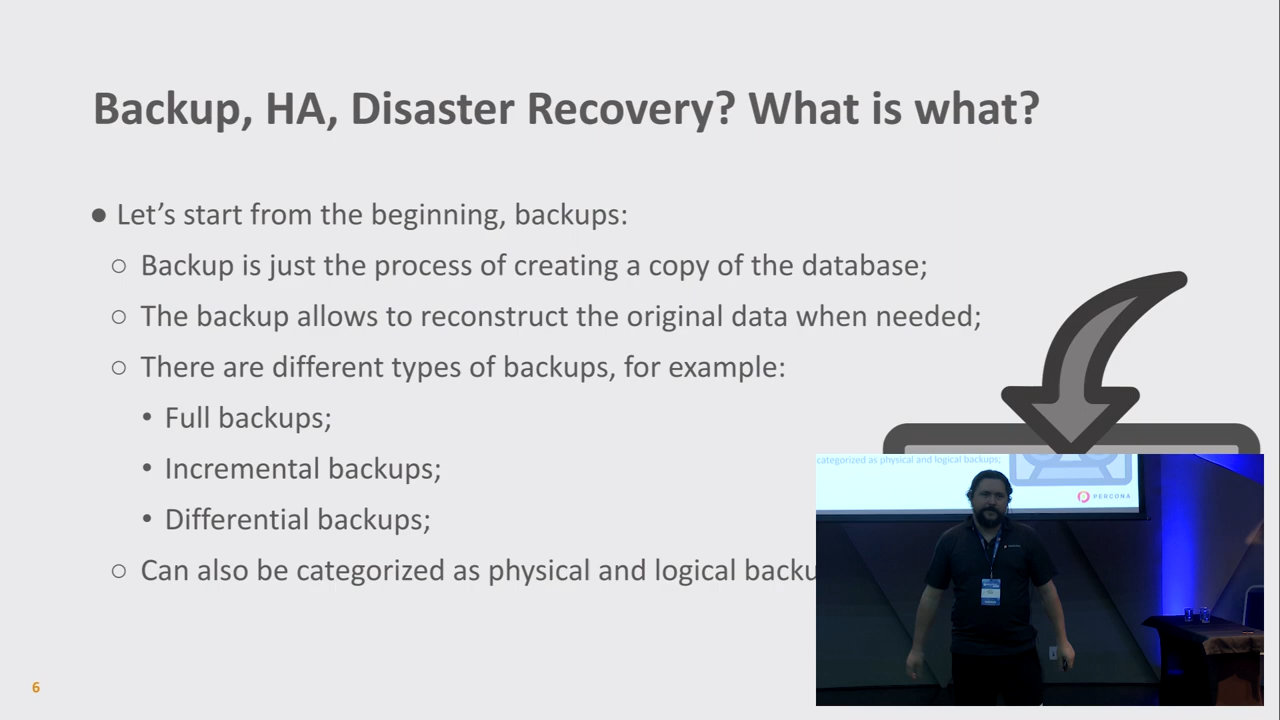 Backup, HA, Disaster Recovery? What is what?
● Let’s start from the beginning, backups:
○ Backup is just the process of creating a copy of the database;
○ The backup allows to reconstruct the original data when needed;
○ There are different types of backups, for example:
• Full backups;
• Incremental backups;
• Differential backups;
○ Can also be categorized as physical and logical backu
categorized as physical and logical backups;
PERCONA
6